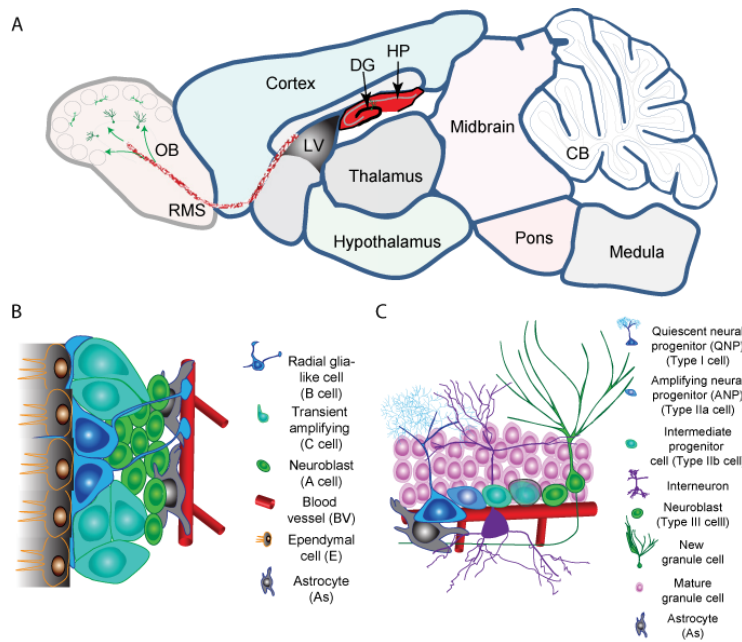 A
DG HP
Cortex
OB
LV
Midbrain
CB
Thalamus
RMS
Hypothalamus
Pons
Medula
B
Radial glia-
like cell
(B cell)
Transient
amplifying
(C cell)
Neuroblast
(A cell)
Blood
vessel (BV)
Ependymal
cell (E)
Astrocyte
(As)
C
Quiescent neural
progenitor (QNP)
(Type I cell)
Amplifying neural
progenitor (ANP)
(Type IIa cell)
Intermediate
progenitor
cell (Type IIb cell
Interneuron
Neuroblast
(Type III celll)
New
granule cell
Mature
granule cell
Astrocyte
(As)